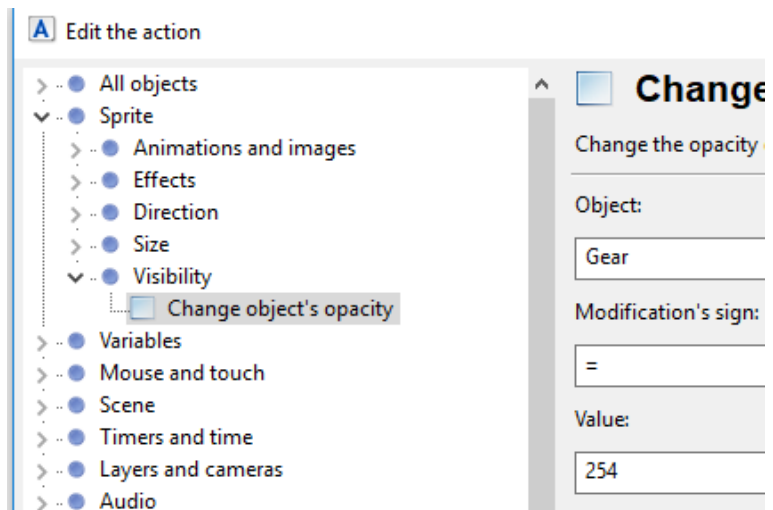 Edit the action
All objects
Sprite
Animations and images
Effects
Direction
Size
Visibility
Change object's opacity
Variables
Mouse and touch
Scene
Timers and time
Layers and cameras
Audio
Change
Change the opacity
Object:
Gear
Modification's sign:
=
Value:
254